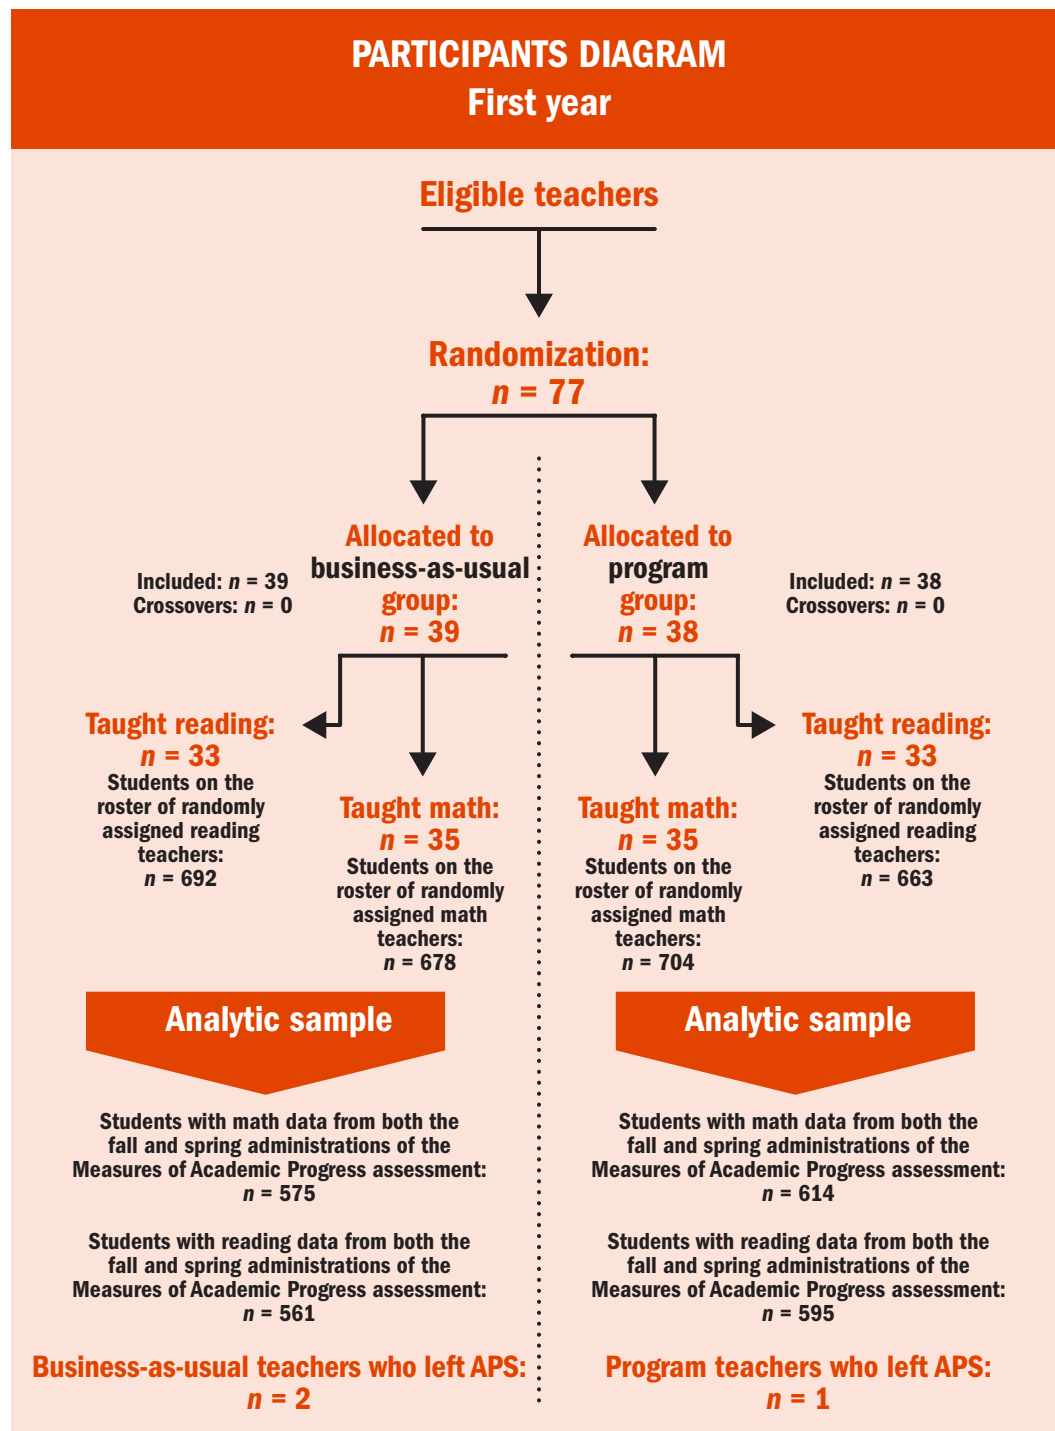 PARTICIPANTS DIAGRAM
First year
Eligible teachers
Randomization:
n = 77
Allocated to
business-as-usual
group:
n = 39
Included: n = 39
Crossovers: n = 0
Allocated to
program
group:
n = 38
Included: n = 38
Crossovers: n = 0
Taught reading:
n = 33
Students on the
roster of randomly
assigned reading
teachers:
n = 692
Taught math:
n = 35
Students on the
roster of randomly
assigned math
teachers:
n = 678
Taught math:
n = 35
Students on the
roster of randomly
assigned math
teachers:
n = 704
Taught reading:
n = 33
Students on the
roster of randomly
assigned reading
teachers:
n = 663
Analytic sample
Students with math data from both the
fall and spring administrations of the
Measures of Academic Progress assessment:
n = 575
Students with reading data from both the
fall and spring administrations of the
Measures of Academic Progress assessment:
n = 561
Business-as-usual teachers who left APS:
n = 2
Analytic sample
Students with math data from both the
fall and spring administrations of the
Measures of Academic Progress assessment:
n = 614
Students with reading data from both the
fall and spring administrations of the
Measures of Academic Progress assessment:
n = 595
Program teachers who left APS:
n = 1